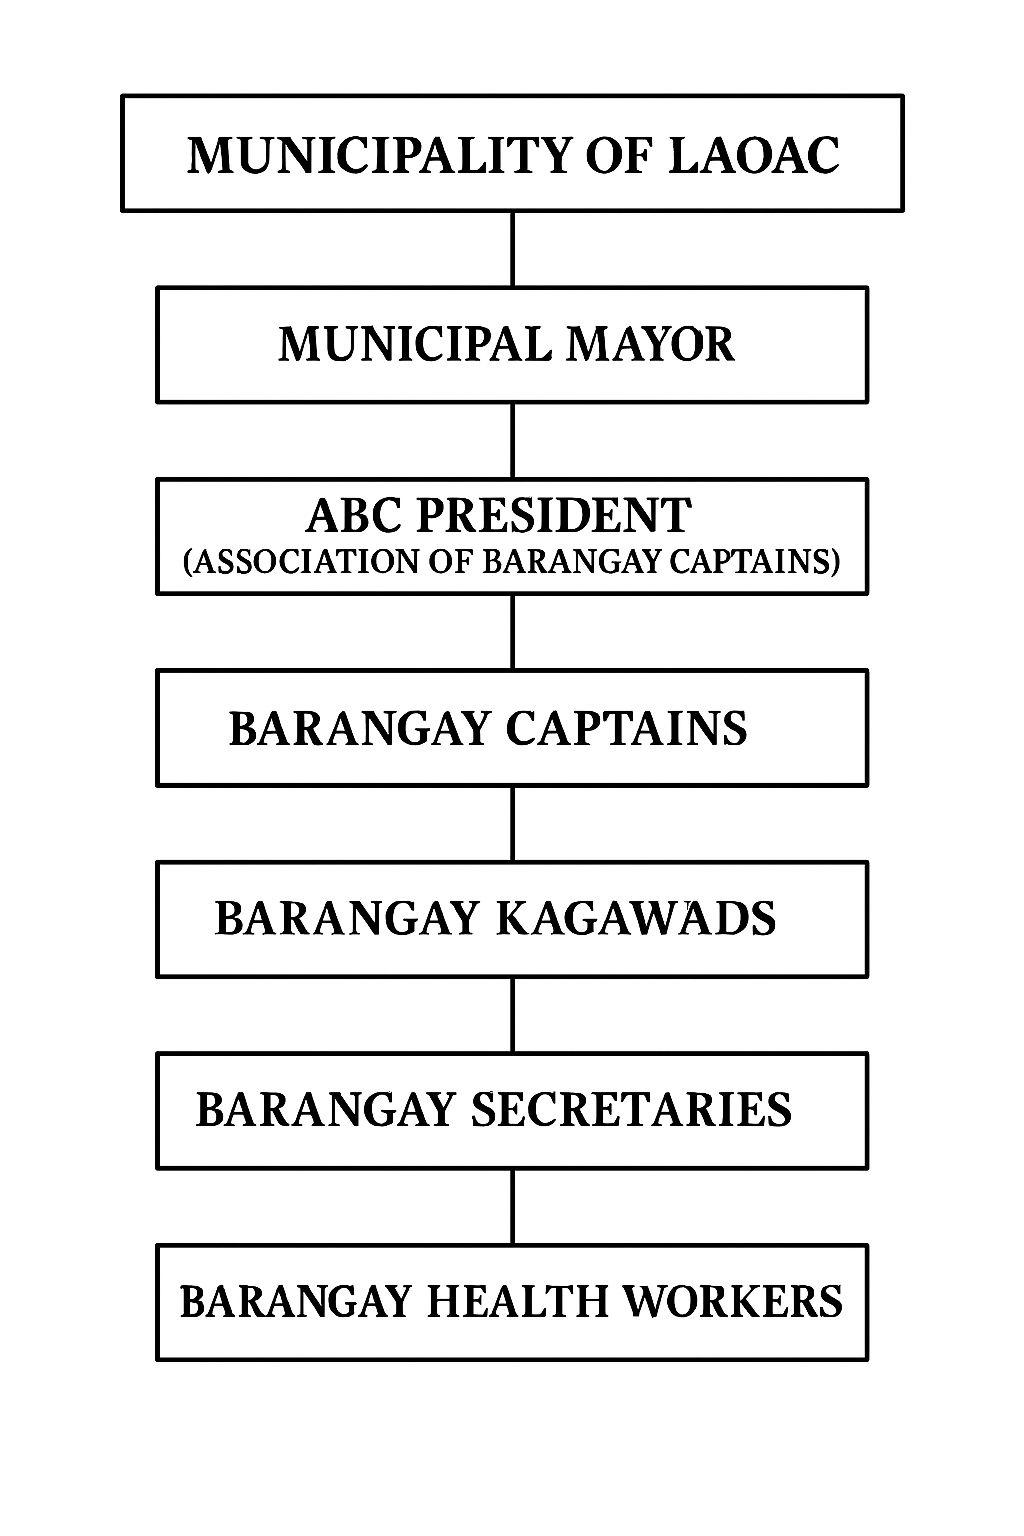 MUNICIPALITY OF LAOAC
MUNICIPAL MAYOR
ABC PRESIDENT
(ASSOCIATION OF BARANGAY CAPTAINS)
BARANGAY CAPTAINS
BARANGAY KAGAWADS
BARANGAY SECRETARIES
BARANGAY HEALTH WORKERS